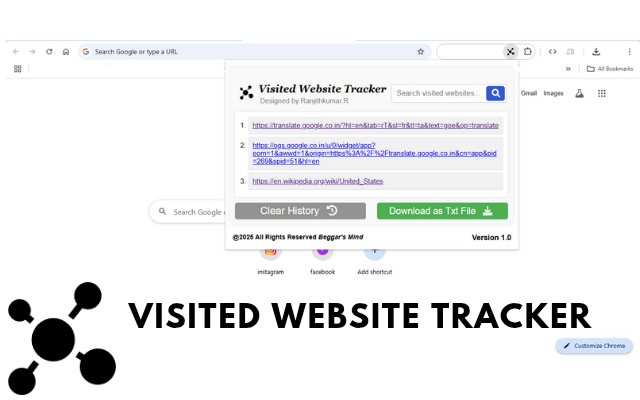 Search Google or type a URL
All Bookmarks
Visited Website Tracker
Designed by Ranjithkumar.R
Search visited websites...
Gmail Images
1. https://translate.google.co.in/?hl=en&tab=rT&sl=fr&tl=ta&text=goe&op=translate
2. https://ogs.google.co.in/u/0/widget/app?
eom=1&awwd=1&origin=https%3A%2F%2Ftranslate.google.co.in&cn=app&pid
=269&spid=51&hl=en
3. https://en.wikipedia.org/wiki/United_States
Search Google
Clear History
Download as Txt File
@2025 All Rights Reserved Beggar's Mind
Version 1.0
instagram
facebook
Add shortcut
VISITED WEBSITE TRACKER
Customize Chrome